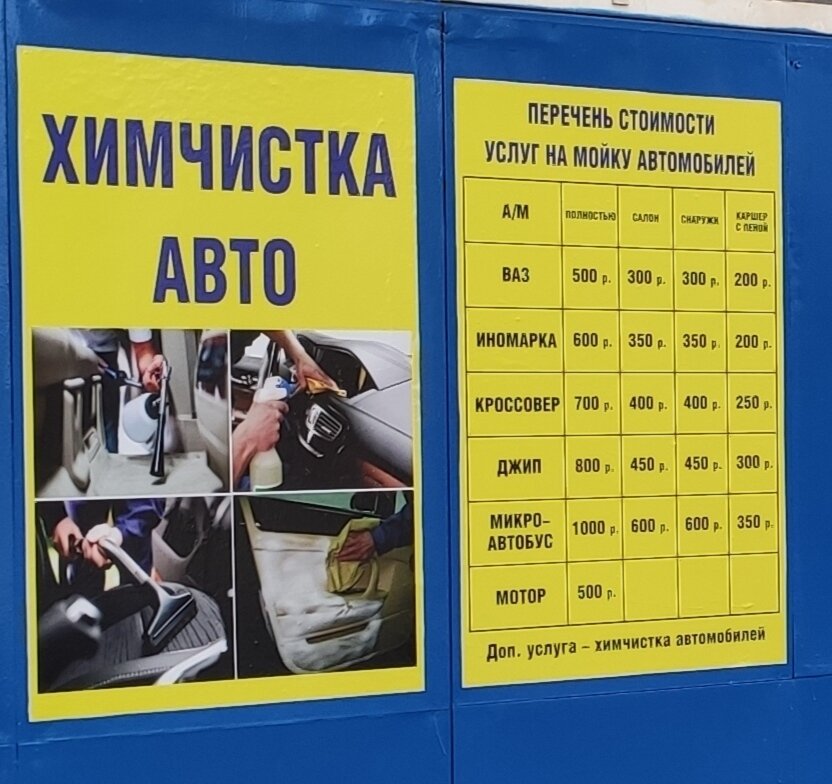 ХИМЧИСТКА
АВТО
ПЕРЕЧЕНЬ СТОИМОСТИ
УСЛУГ НА МОЙКУ АВТОМОБИЛЕЙ
А/М ПОЛНОСТЬЮ САЛОН СНАРУЖИ КАРШЕР
С ПЕНОЙ
ВАЗ 500 р. 300 р. 300 р. 200 р.
ИНОМАРКА 600 р. 350 р. 350 р. 200 р.
КРОССОВЕР 700 р. 400 р. 400 р. 250 р.
ДЖИП 800 р. 450 р. 450 р. 300 р.
МИКРО-
АВТОБУС 1000 р. 600 р. 600 р. 350 р.
МОТОР 500 р.
Доп. услуга – химчистка автомобилей